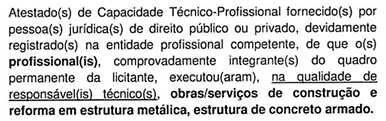 Atestado(s) de Capacidade Técnico-Profissional fornecido(s) por
pessoa(s) jurídica(s) de direito público ou privado, devidamente
registrado(s) na entidade profissional competente, de que o(s)
profissional(is), comprovadamente integrante(s) do quadro
permanente da licitante, executou(aram), na qualidade de
responsável(is) técnico(s), obras/serviços de construção e
reforma em estrutura metálica, estrutura de concreto armado.